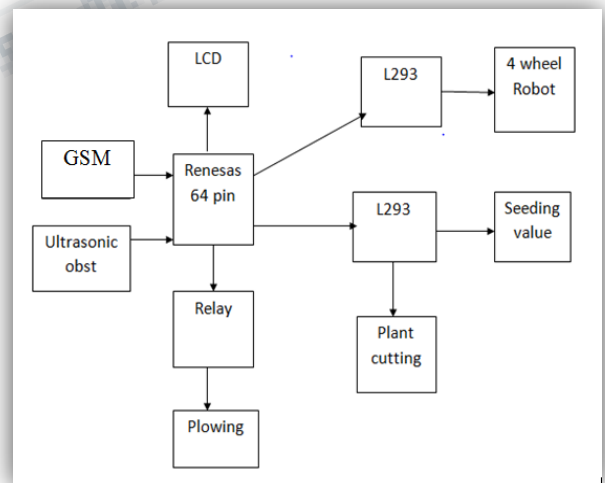 LCD
L293
4 wheel
Robot
GSM
Renesas
64 pin
L293
Seeding
value
Ultrasonic
obst
Relay
Plant
cutting
Plowing